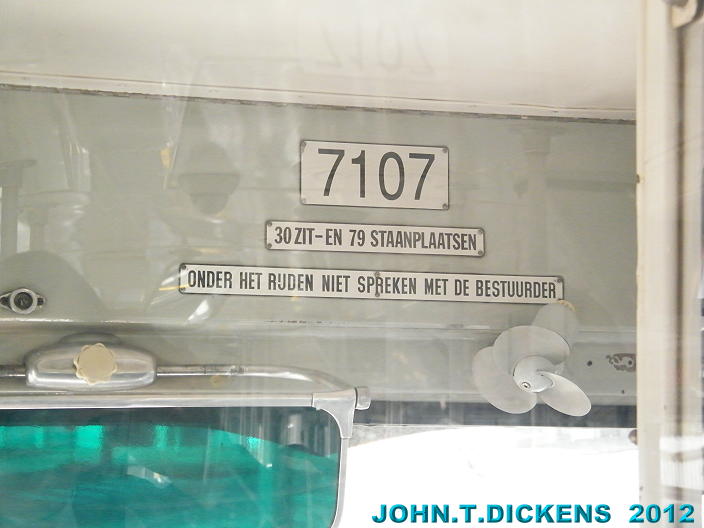 7107
30 ZIT- EN 79 STAANPLAATSEN
ONDER HET RIJDEN NIET SPREKEN MET DE BESTUURDER
JOHN.T.DICKENS 2012